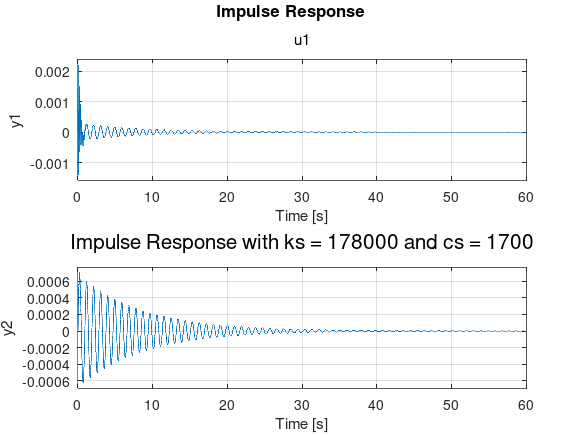 Impulse Response
u1
0.002
0.001
0
-0.001
y1
0 10 20 30 40 50 60
Time [s]
Impulse Response with ks = 178000 and cs = 1700
0.0006
0.0004
0.0002
0
-0.0002
-0.0004
-0.0006
y2
0 10 20 30 40 50 60
Time [s]